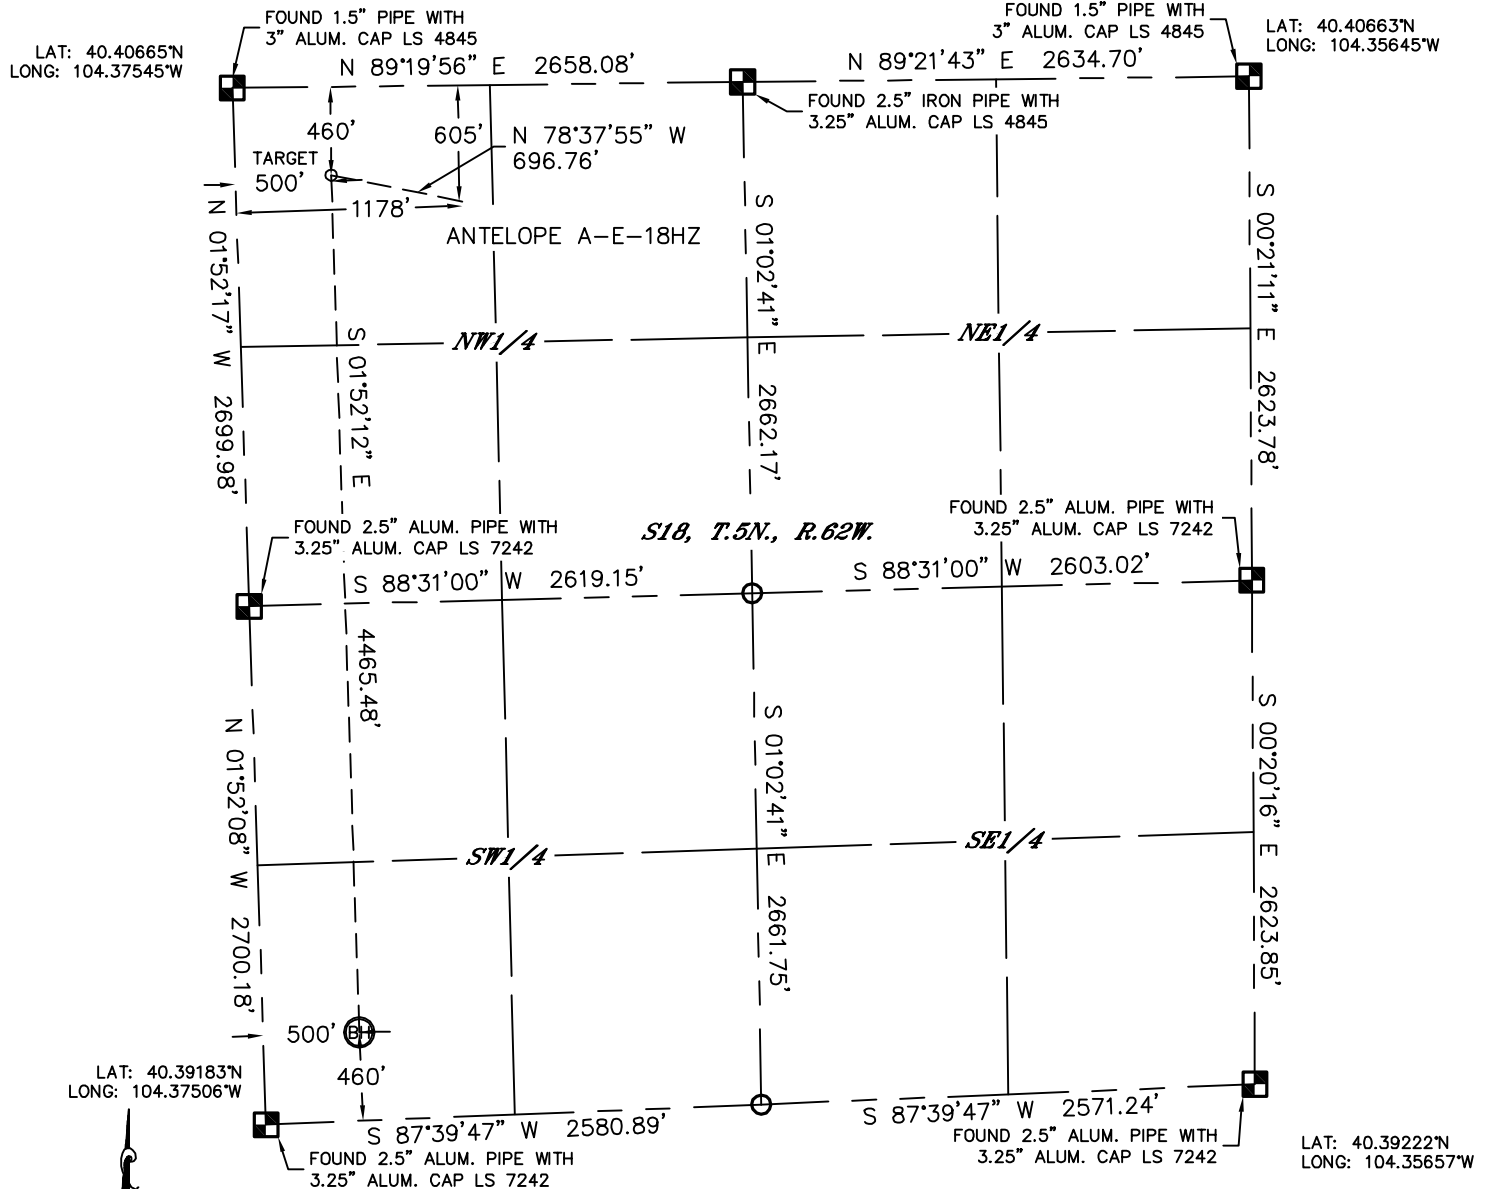 FOUND 1.5" PIPE WITH
3" ALUM. CAP LS 4845
LAT: 40.40665°N
LONG: 104.37545°W
N 89°19'56" E 2658.08'
FOUND 1.5" PIPE WITH
3" ALUM. CAP LS 4845
LAT: 40.40663°N
LONG: 104.35645°W
N 89°21'43" E 2634.70'
FOUND 2.5" IRON PIPE WITH
3.25" ALUM. CAP LS 4845
460'
605'
N 78°37'55" W
696.76'
TARGET
500'
1178'
ANTELOPE A-E-18HZ
N 01°52'17" W 2699.98'
S 01°52'12" E
4465.48'
S 01°02'41" E 2662.17'
S 00°21'11" E 2623.78'
NW1/4
NE1/4
FOUND 2.5" ALUM. PIPE WITH
3.25" ALUM. CAP LS 7242
S18, T.5N., R.62W.
FOUND 2.5" ALUM. PIPE WITH
3.25" ALUM. CAP LS 7242
S 88°31'00" W 2619.15'
S 88°31'00" W 2603.02'
N 01°52'08" W 2700.18'
S 01°02'41" E 2661.75'
S 00°20'16" E 2623.85'
SW1/4
SE1/4
500'
BH
460'
LAT: 40.39183°N
LONG: 104.37506°W
S 87°39'47" W 2580.89'
S 87°39'47" W 2571.24'
FOUND 2.5" ALUM. PIPE WITH
3.25" ALUM. CAP LS 7242
FOUND 2.5" ALUM. PIPE WITH
3.25" ALUM. CAP LS 7242
LAT: 40.39222°N
LONG: 104.35657°W